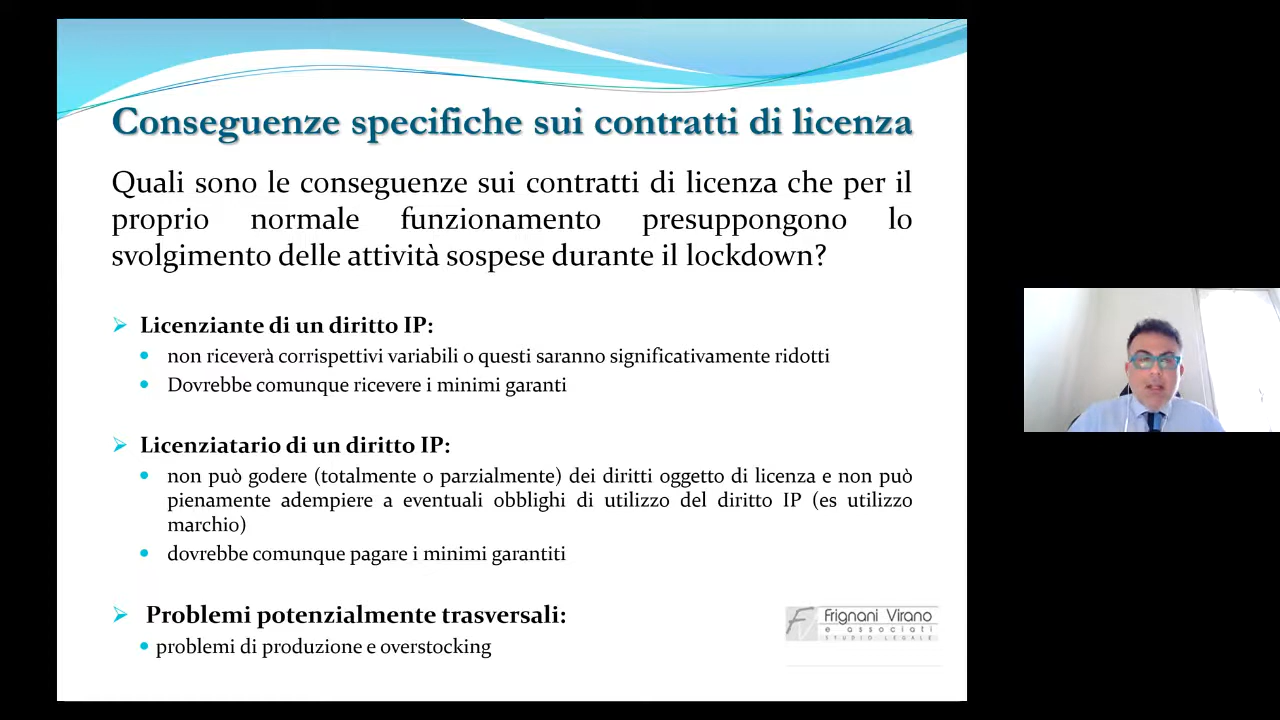 Conseguenze specifiche sui contratti di licenza
Quali sono le conseguenze sui contratti di licenza che per il
proprio normale funzionamento presuppongono lo
svolgimento delle attività sospese durante il lockdown?
Licenziante di un diritto IP:
non riceverà corrispettivi variabili o questi saranno significativamente ridotti
Dovrebbe comunque ricevere i minimi garanti
Licenziatario di un diritto IP:
non può godere (totalmente o parzialmente) dei diritti oggetto di licenza e non può
pienamente adempiere a eventuali obblighi di utilizzo del diritto IP (es utilizzo
marchio)
dovrebbe comunque pagare i minimi garantiti
Problemi potenzialmente trasversali:
problemi di produzione e overstocking
FV
Frignani Virano
e associati
STUDIO LEGALE